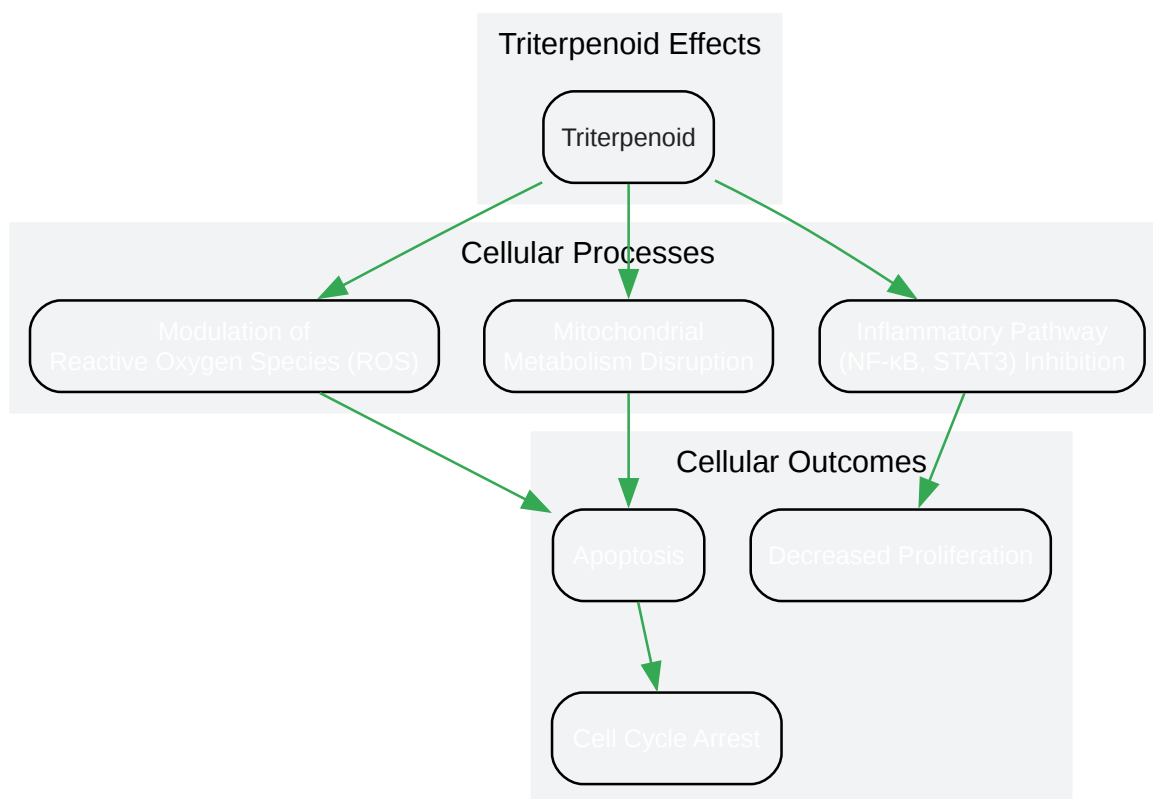 Triterpenoid Effects
Triterpenoid
Cellular Processes
Modulation of
Reactive Oxygen Species (ROS)
Mitochondrial
Metabolism Disruption
Inflammatory Pathway
(NF-κB, STAT3) Inhibition
Cellular Outcomes
Apoptosis
Decreased Proliferation
Cell Cycle Arrest